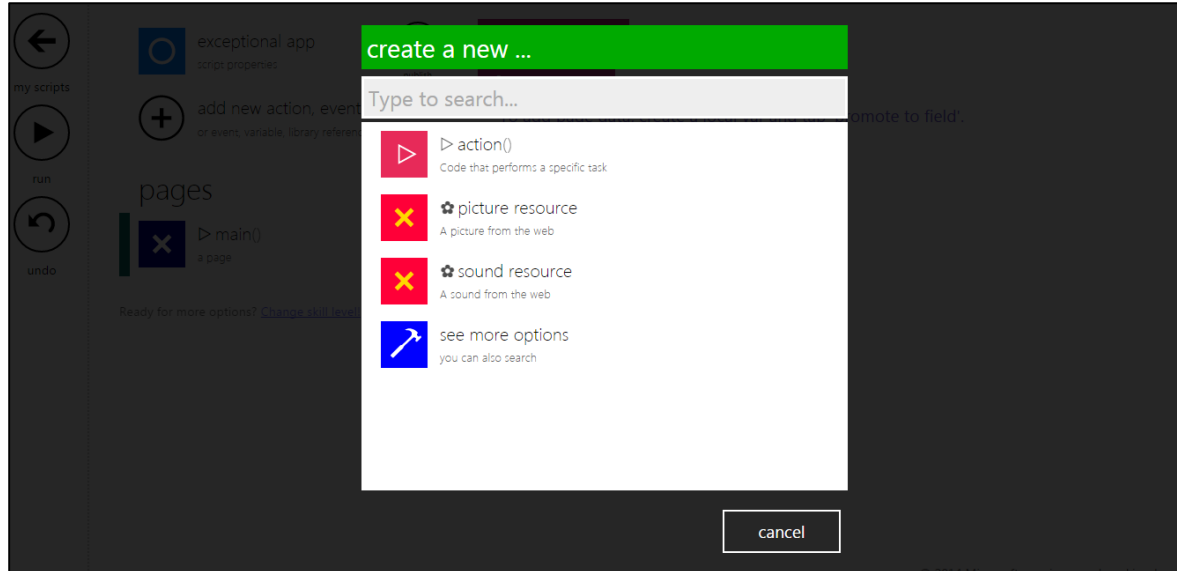 create a new ...
Type to search...
▷ action()
Code that performs a specific task
✿ picture resource
A picture from the web
✿ sound resource
A sound from the web
see more options
you can also search
cancel
my scripts
run
undo
exceptional app
script properties
add new action, event
or event, variable, library referen
pages
▷ main()
a page
Ready for more options? Change skill level
omote to field'.